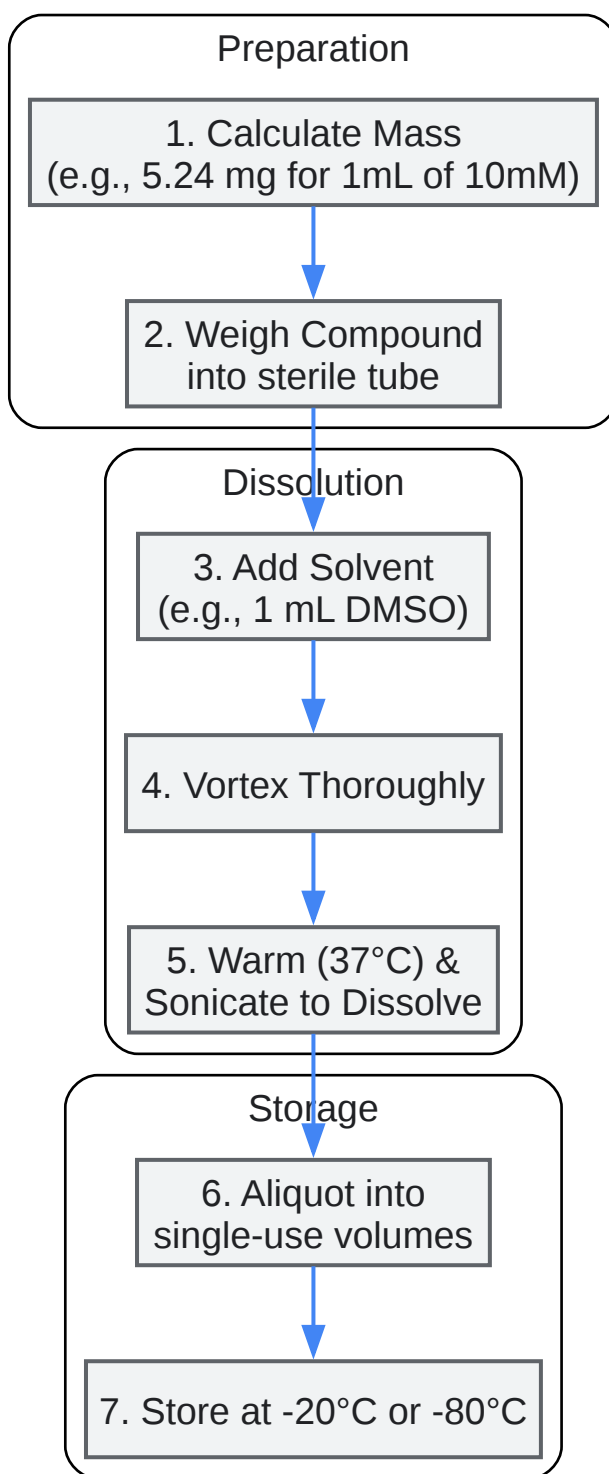 Preparation
1. Calculate Mass
(e.g., 5.24 mg for 1mL of 10mM)
2. Weigh Compound
into sterile tube
Dissolution
3. Add Solvent
(e.g., 1 mL DMSO)
4. Vortex Thoroughly
5. Warm (37°C) &
Sonicate to Dissolve
Storage
6. Aliquot into
single-use volumes
7. Store at -20°C or -80°C